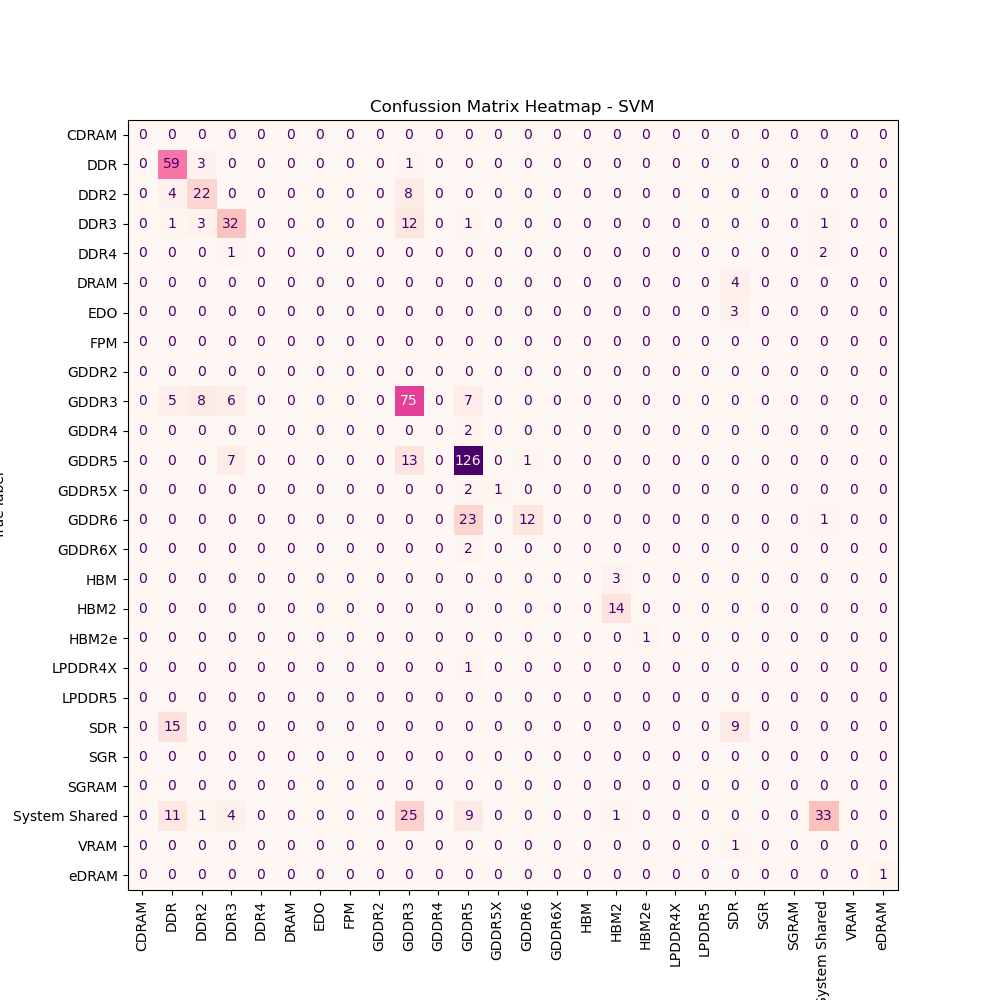 Confussion Matrix Heatmap - SVM
CDRAM 0 0 0 0 0 0 0 0 0 0 0 0 0 0 0 0 0 0 0 0 0 0 0 0 0 0
DDR 0 59 3 0 0 0 0 0 0 1 0 0 0 0 0 0 0 0 0 0 0 0 0 0 0 0
DDR2 0 4 22 0 0 0 0 0 0 8 0 0 0 0 0 0 0 0 0 0 0 0 0 0 0 0
DDR3 0 1 3 32 0 0 0 0 0 12 0 1 0 0 0 0 0 0 0 0 0 0 0 1 0 0
DDR4 0 0 0 1 0 0 0 0 0 0 0 0 0 0 0 0 0 0 0 0 0 0 0 2 0 0
DRAM 0 0 0 0 0 0 0 0 0 0 0 0 0 0 0 0 0 0 0 0 4 0 0 0 0 0
EDO 0 0 0 0 0 0 0 0 0 0 0 0 0 0 0 0 0 0 0 0 3 0 0 0 0 0
FPM 0 0 0 0 0 0 0 0 0 0 0 0 0 0 0 0 0 0 0 0 0 0 0 0 0 0
GDDR2 0 0 0 0 0 0 0 0 0 0 0 0 0 0 0 0 0 0 0 0 0 0 0 0 0 0
GDDR3 0 5 8 6 0 0 0 0 0 75 0 7 0 0 0 0 0 0 0 0 0 0 0 0 0 0
GDDR4 0 0 0 0 0 0 0 0 0 0 0 2 0 0 0 0 0 0 0 0 0 0 0 0 0 0
GDDR5 0 0 0 7 0 0 0 0 0 13 0 126 0 1 0 0 0 0 0 0 0 0 0 0 0 0
GDDR5X 0 0 0 0 0 0 0 0 0 0 0 2 1 0 0 0 0 0 0 0 0 0 0 0 0 0
GDDR6 0 0 0 0 0 0 0 0 0 0 0 23 0 12 0 0 0 0 0 0 0 0 0 1 0 0
GDDR6X 0 0 0 0 0 0 0 0 0 0 0 2 0 0 0 0 0 0 0 0 0 0 0 0 0 0
HBM 0 0 0 0 0 0 0 0 0 0 0 0 0 0 0 0 3 0 0 0 0 0 0 0 0 0
HBM2 0 0 0 0 0 0 0 0 0 0 0 0 0 0 0 0 14 0 0 0 0 0 0 0 0 0
HBM2e 0 0 0 0 0 0 0 0 0 0 0 0 0 0 0 0 0 1 0 0 0 0 0 0 0 0
LPDDR4X 0 0 0 0 0 0 0 0 0 0 0 1 0 0 0 0 0 0 0 0 0 0 0 0 0 0
LPDDR5 0 0 0 0 0 0 0 0 0 0 0 0 0 0 0 0 0 0 0 0 0 0 0 0 0 0
SDR 0 15 0 0 0 0 0 0 0 0 0 0 0 0 0 0 0 0 0 0 9 0 0 0 0 0
SGR 0 0 0 0 0 0 0 0 0 0 0 0 0 0 0 0 0 0 0 0 0 0 0 0 0 0
SGRAM 0 0 0 0 0 0 0 0 0 0 0 0 0 0 0 0 0 0 0 0 0 0 0 0 0 0
System Shared 0 11 1 4 0 0 0 0 0 25 0 9 0 0 0 0 1 0 0 0 0 0 0 33 0 0
VRAM 0 0 0 0 0 0 0 0 0 0 0 0 0 0 0 0 0 0 0 0 1 0 0 0 0 0
eDRAM 0 0 0 0 0 0 0 0 0 0 0 0 0 0 0 0 0 0 0 0 0 0 0 0 0 1
CDRAM
DDR
DDR2
DDR3
DDR4
DRAM
EDO
FPM
GDDR2
GDDR3
GDDR4
GDDR5
GDDR5X
GDDR6
GDDR6X
HBM
HBM2
HBM2e
LPDDR4X
LPDDR5
SDR
SGR
SGRAM
System Shared
VRAM
eDRAM